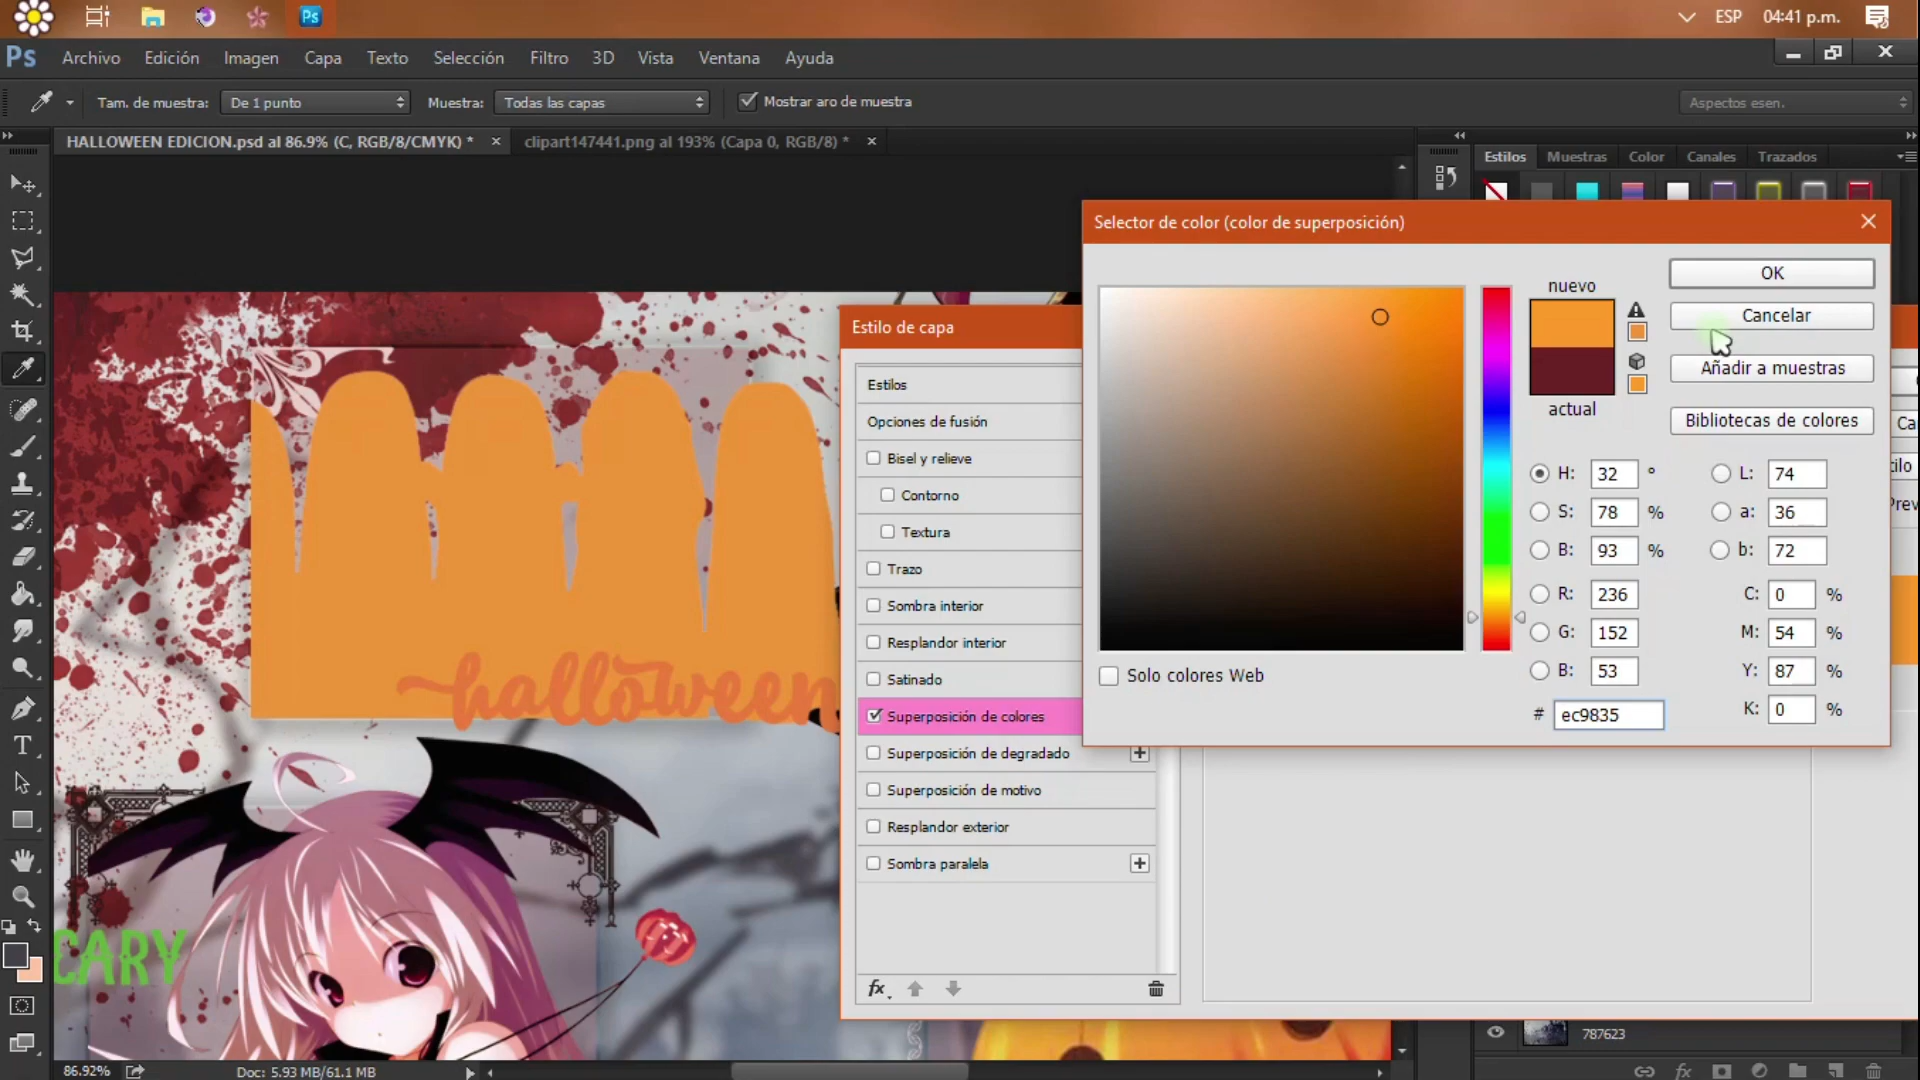 Ps
ESP 04:41 p.m.
Ps Archivo Edición Imagen Capa Texto Selección Filtro 3D Vista Ventana Ayuda
Tam. de muestra: De 1 punto Muestra: Todas las capas Mostrar aro de muestra Aspectos esen.
HALLOWEEN EDICION.psd al 86.9% (C, RGB/8/CMYK) * × clipart147441.png al 193% (Capa 0, RGB/8) * ×
Estilos Muestras Color Canales Trazados
Selector de color (color de superposición)
nuevo
actual
OK
Cancelar
Añadir a muestras
Bibliotecas de colores
H: 32 ° L: 74
S: 78 % a: 36
B: 93 % b: 72
R: 236 C: 0 %
G: 152 M: 54 %
B: 53 Y: 87 %
# ec9835 K: 0 %
Solo colores Web
Estilo de capa
Estilos
Opciones de fusión
Bisel y relieve
Contorno
Textura
Trazo
Sombra interior
Resplandor interior
Satinado
Superposición de colores
Superposición de degradado
Superposición de motivo
Resplandor exterior
Sombra paralela
fx
Ca
ilo
Prev
halloween
CARY
787623
86.92% Doc: 5.93 MB/61.1 MB
fx